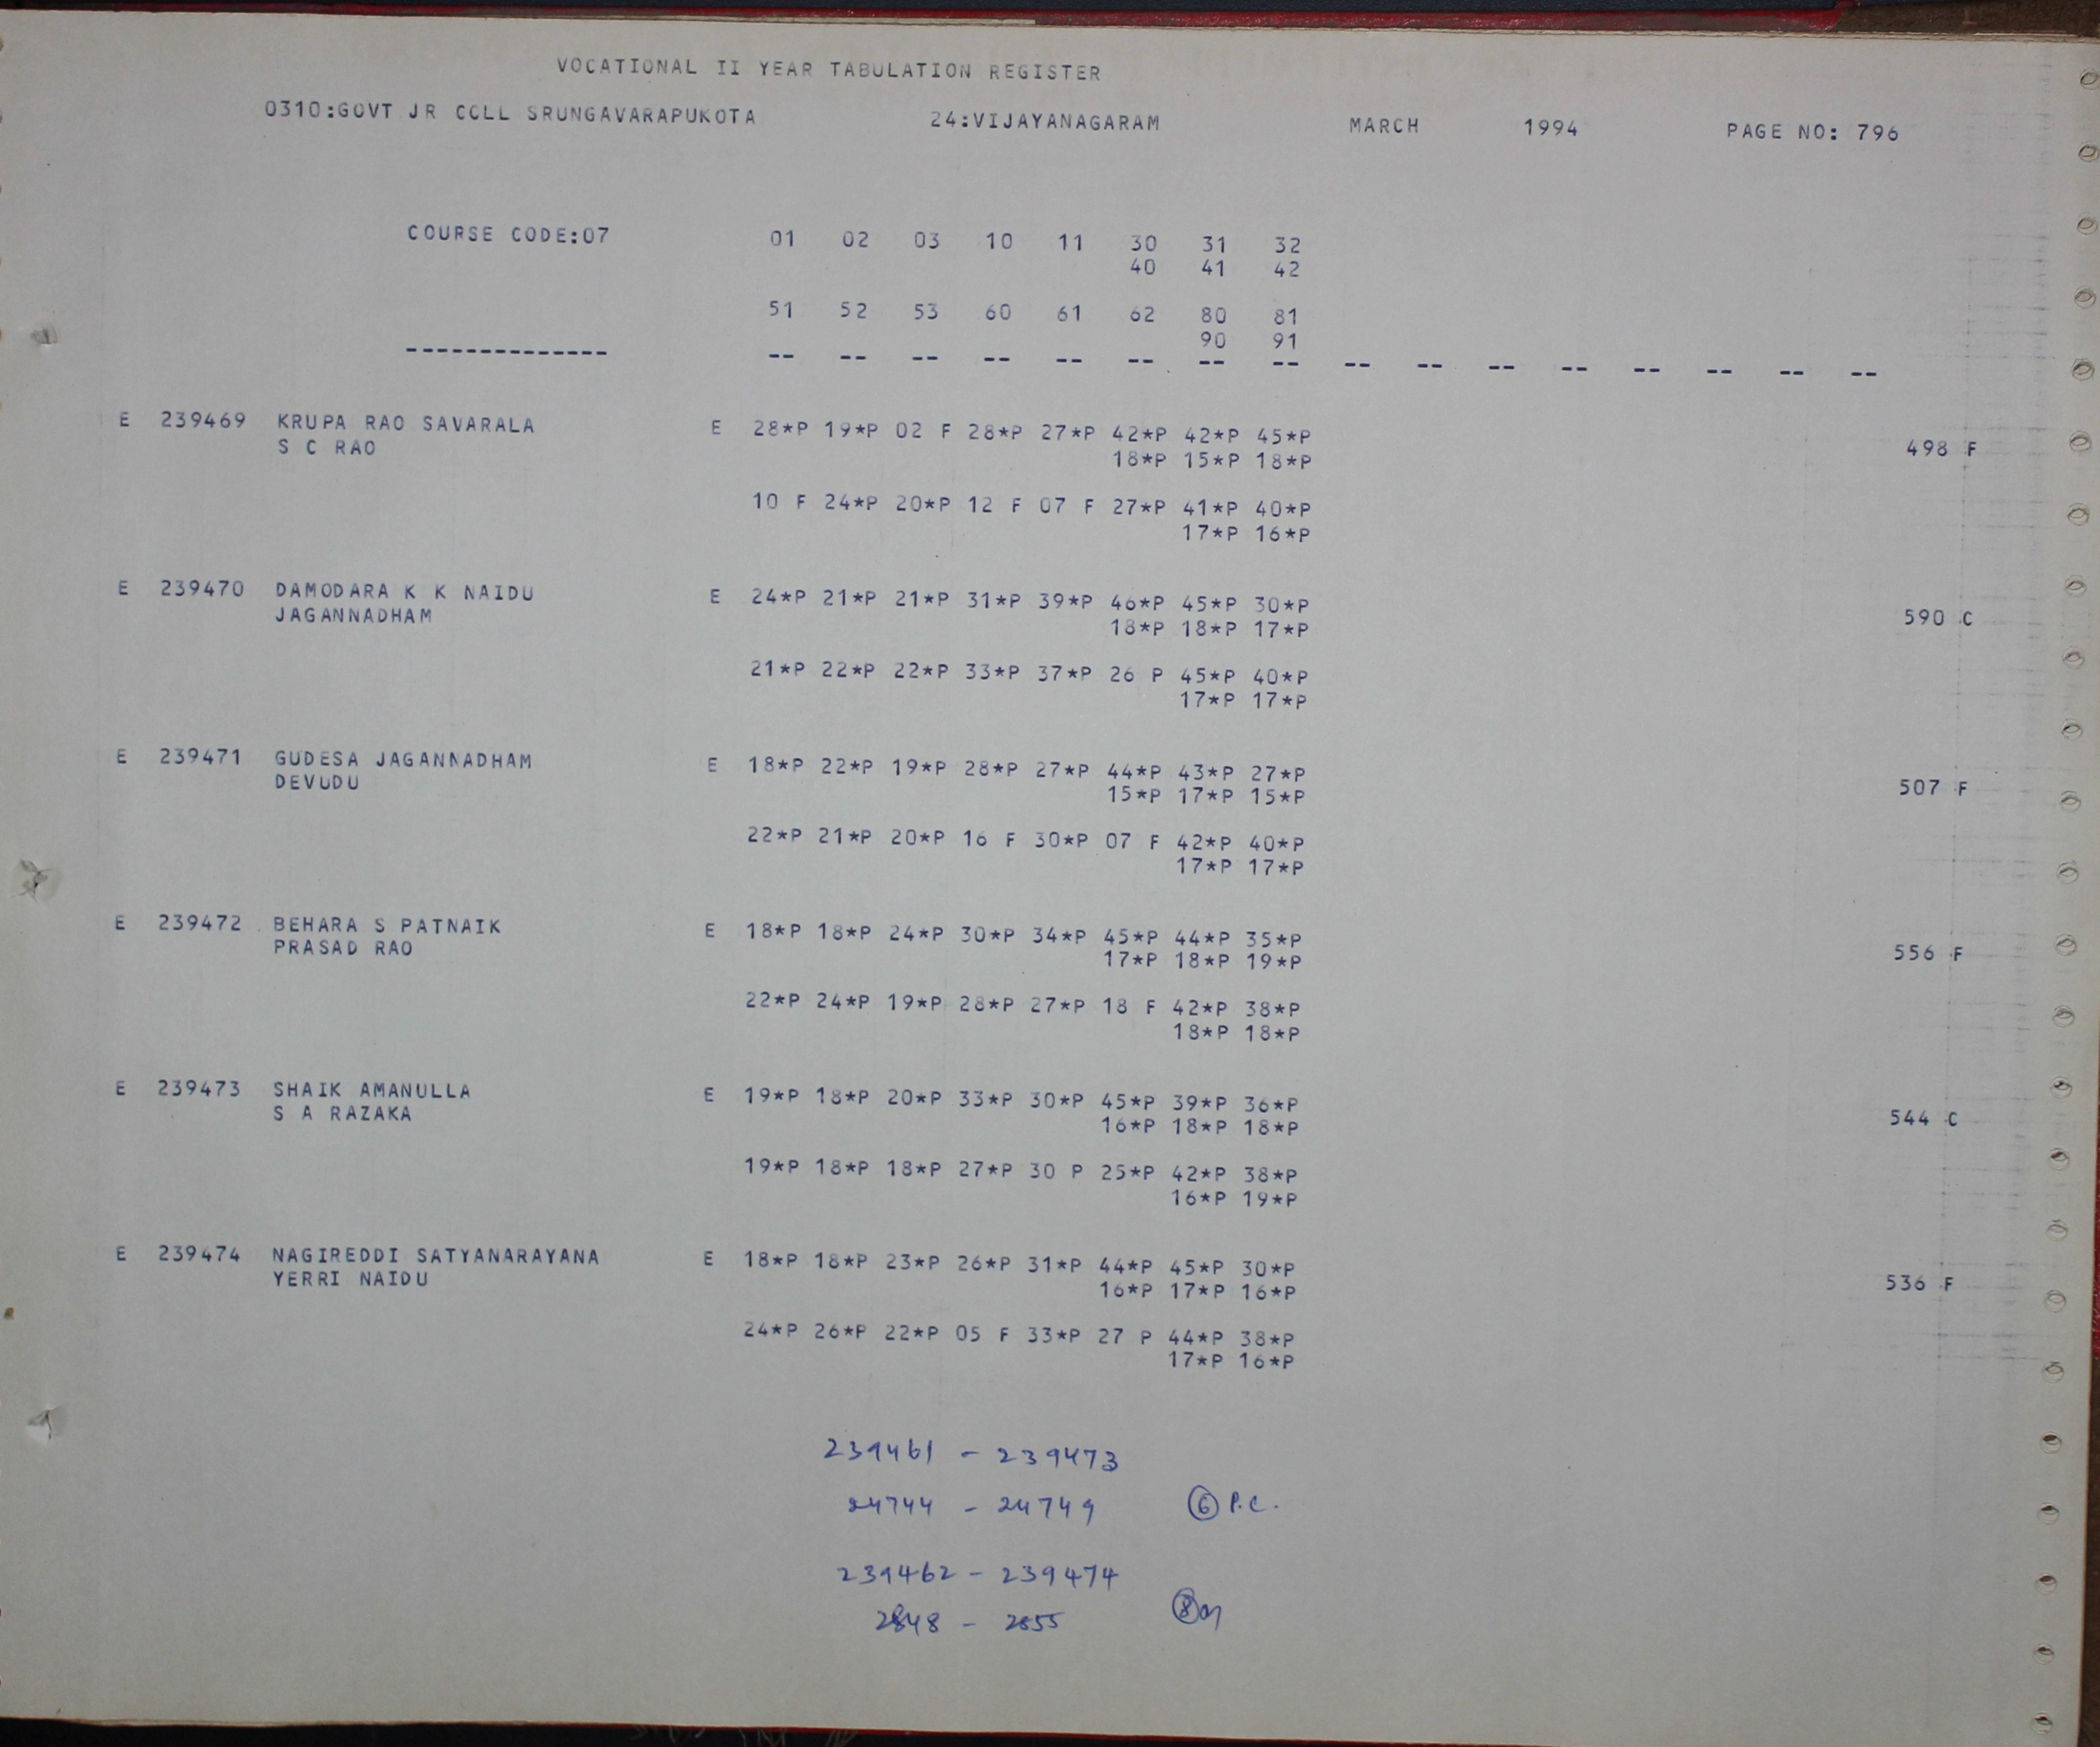 VOCATIONAL II YEAR TABULATION REGISTER
0310:GOVT JR COLL SRUNGAVARAPUKOTA 24:VIJAYANAGARAM MARCH 1994 PAGE NO: 796
COURSE CODE:07 01 02 03 10 11 30 31 32
40 41 42
51 52 53 60 61 62 80 81
90 91
-------------- -- -- -- -- -- -- -- -- -- -- -- -- -- -- -- --
E 239469 KRUPA RAO SAVARALA E 28*P 19*P 02 F 28*P 27*P 42*P 42*P 45*P
S C RAO 18*P 15*P 18*P 498 F
10 F 24*P 20*P 12 F 07 F 27*P 41*P 40*P
17*P 16*P
E 239470 DAMODARA K K NAIDU E 24*P 21*P 21*P 31*P 39*P 46*P 45*P 30*P
JAGANNADHAM 18*P 18*P 17*P 590 C
21*P 22*P 22*P 33*P 37*P 26 P 45*P 40*P
17*P 17*P
E 239471 GUDESA JAGANNADHAM E 18*P 22*P 19*P 28*P 27*P 44*P 43*P 27*P
DEVUDU 15*P 17*P 15*P 507 F
22*P 21*P 20*P 16 F 30*P 07 F 42*P 40*P
17*P 17*P
E 239472 BEHARA S PATNAIK E 18*P 18*P 24*P 30*P 34*P 45*P 44*P 35*P
PRASAD RAO 17*P 18*P 19*P 556 F
22*P 24*P 19*P 28*P 27*P 18 F 42*P 38*P
18*P 18*P
E 239473 SHAIK AMANULLA E 19*P 18*P 20*P 33*P 30*P 45*P 39*P 36*P
S A RAZAKA 16*P 18*P 18*P 544 C
19*P 18*P 18*P 27*P 30 P 25*P 42*P 38*P
16*P 19*P
E 239474 NAGIREDDI SATYANARAYANA E 18*P 18*P 23*P 26*P 31*P 44*P 45*P 30*P
YERRI NAIDU 16*P 17*P 16*P 536 F
24*P 26*P 22*P 05 F 33*P 27 P 44*P 38*P
17*P 16*P
239461 - 239473
24744 - 24749 6 P.C.
239462 - 239474
2848 - 2855 8